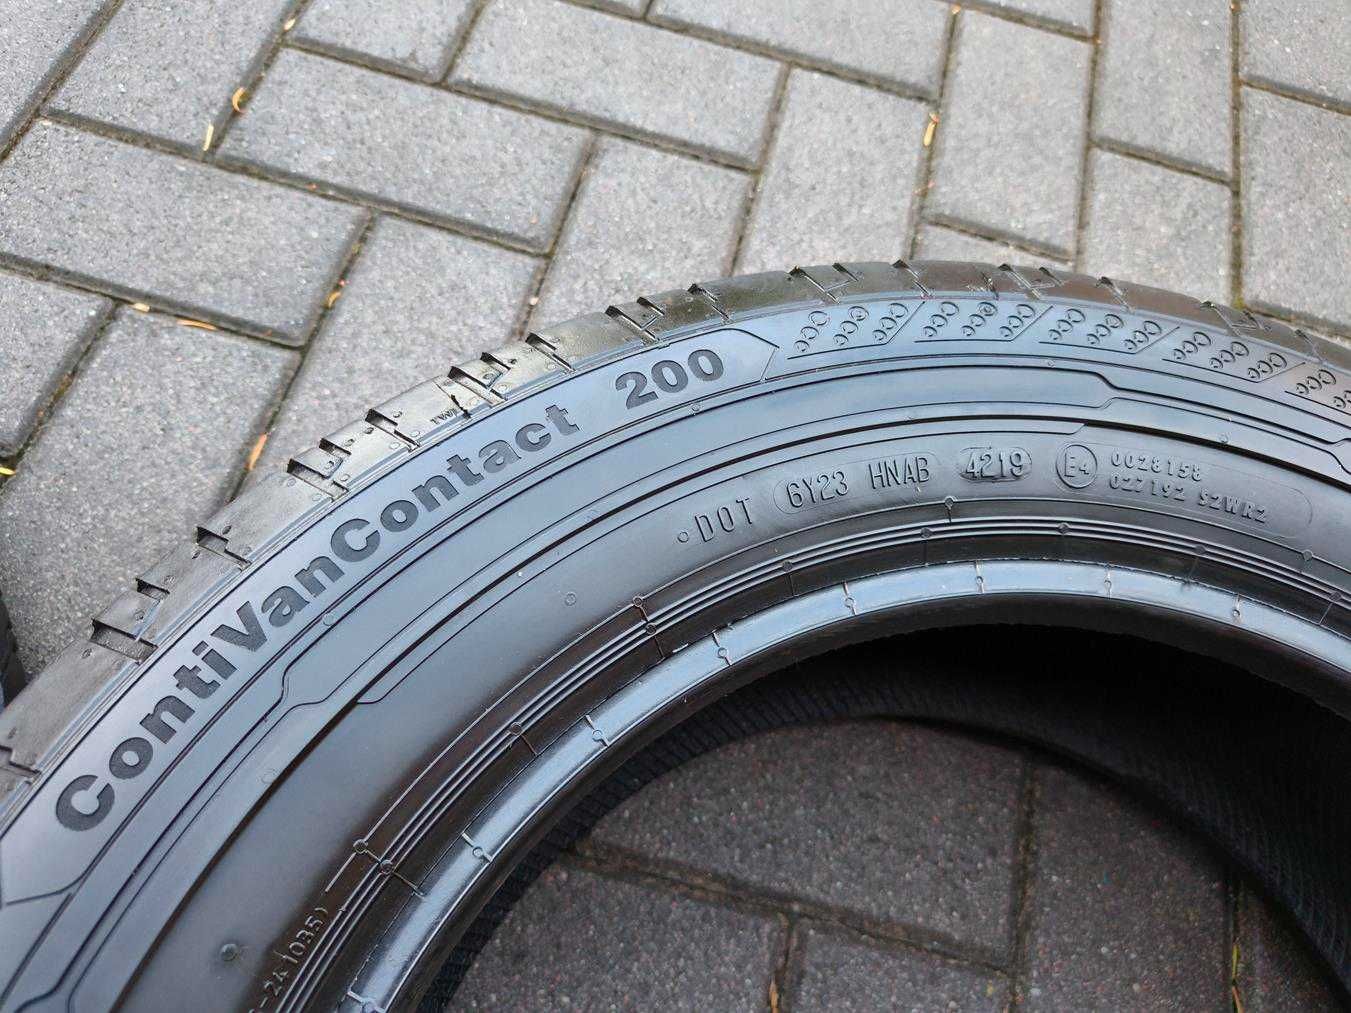 TWI
ContiVanContact 200
DOT 6Y23 HNAB 4219 E4 0028158
027192 S2WR2